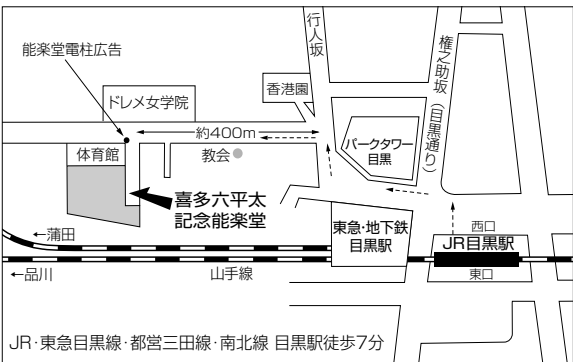 能楽堂電柱広告
ドレメ女学院
香港園
行人坂
権之助坂(目黒通り)
約400m
体育館
教会
パークタワー
目黒
喜多六平太
記念能楽堂
←蒲田
東急・地下鉄
目黒駅
西口
JR目黒駅
東口
←品川
山手線
JR・東急目黒線・都営三田線・南北線 目黒駅徒歩7分